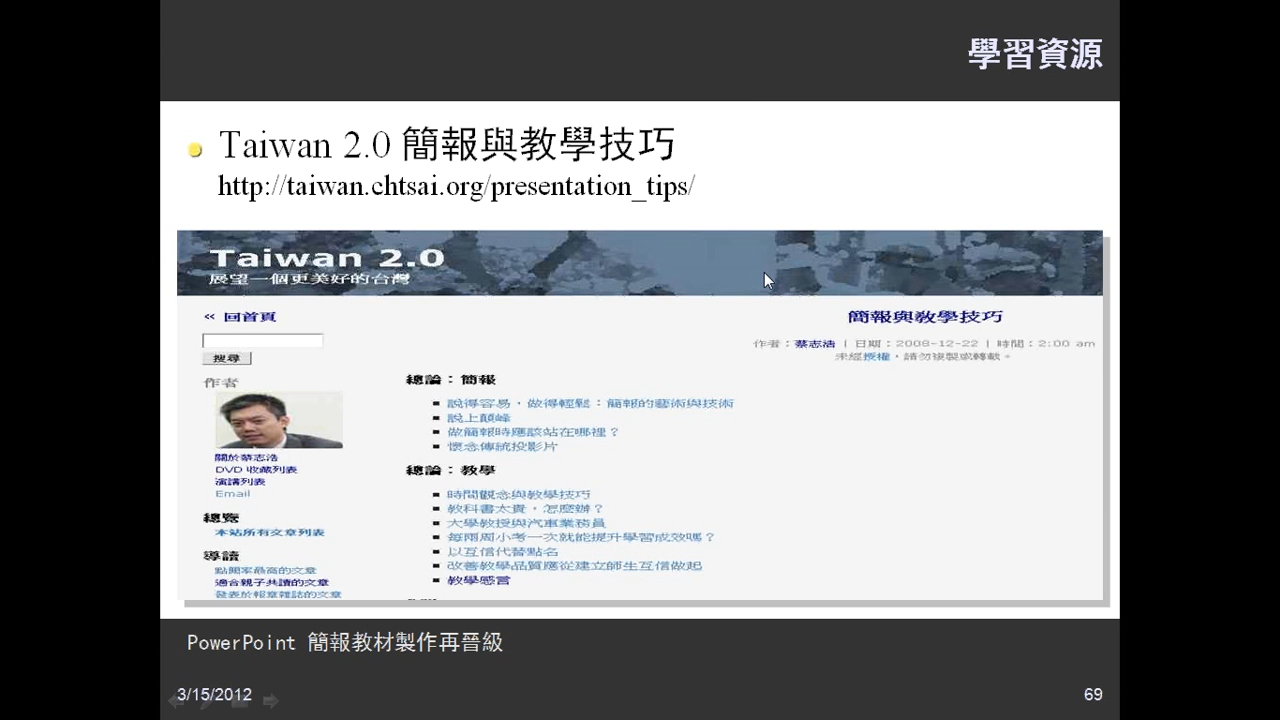 學習資源
Taiwan 2.0 簡報與教學技巧
http://taiwan.chtsai.org/presentation_tips/
Taiwan 2.0
展望一個更美好的台灣
« 回首頁
搜尋
作者
關於蔡志浩
DVD 收藏列表
演講列表
Email
總覽
本站所有文章列表
導讀
點閱率最高的文章
適合親子共讀的文章
發表於報章雜誌的文章
簡報與教學技巧
作者：蔡志浩 | 日期：2008-12-22 | 時間：2:00 am
未經授權，請勿複製或轉載。
總論：簡報
說得容易，做得輕鬆：簡報的藝術與技術
說上顛峰
做簡報時應該站在哪裡？
懷念傳統投影片
總論：教學
時間觀念與教學技巧
教科書太貴，怎麼辦？
大學教授與汽車業務員
每兩周小考一次就能提升學習成效嗎？
以互信代替點名
改善教學品質應從建立師生互信做起
教學感言
PowerPoint 簡報教材製作再晉級
3/15/2012
69